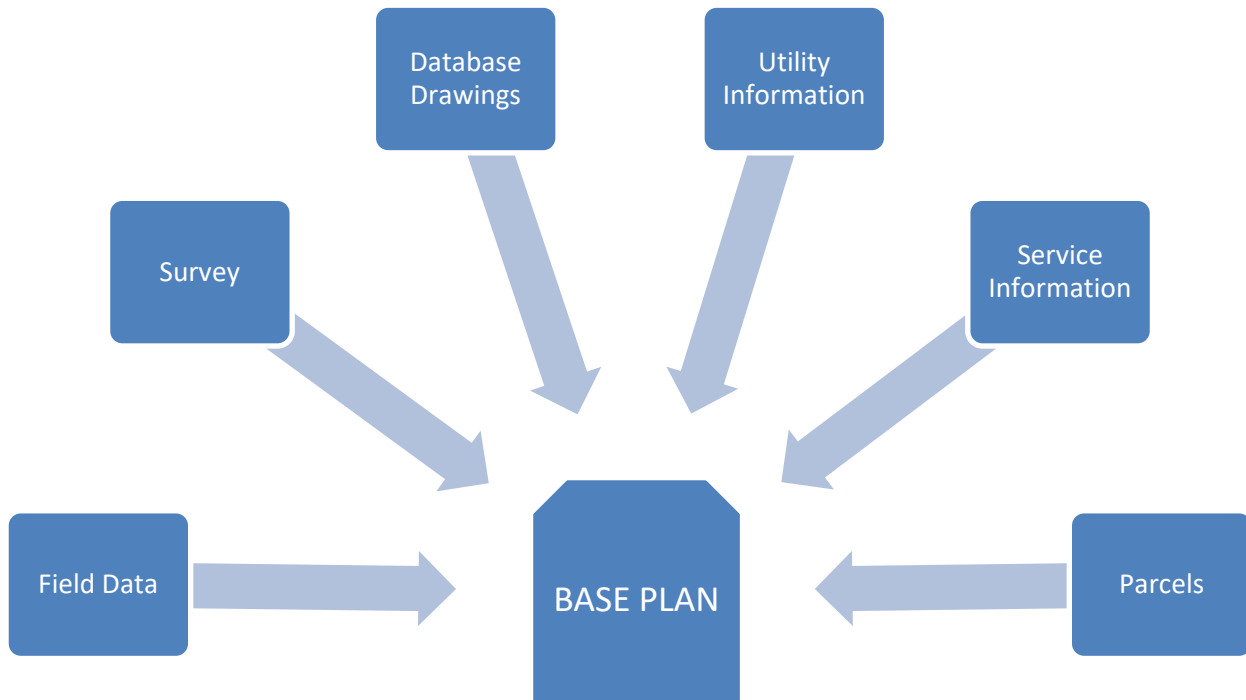 Database
Drawings
Utility
Information
Survey
Service
Information
Field Data
BASE PLAN
Parcels